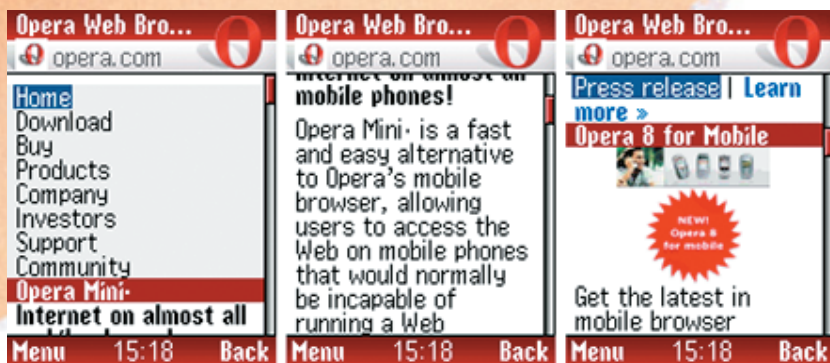 Opera Web Bro...
opera.com
Home
Download
Buy
Products
Company
Investors
Support
Community
Opera Mini·
Internet on almost all
Menu 15:18 Back
Opera Web Bro...
opera.com
Internet on almost all
mobile phones!
Opera Mini· is a fast
and easy alternative
to Opera's mobile
browser, allowing
users to access the
Web on mobile phones
that would normally
be incapable of
running a Web
Menu 15:18 Back
Opera Web Bro...
opera.com
Press release | Learn
more »
Opera 8 for Mobile
NEW!
Opera 8
for mobile
Get the latest in
mobile browser
Menu 15:18 Back